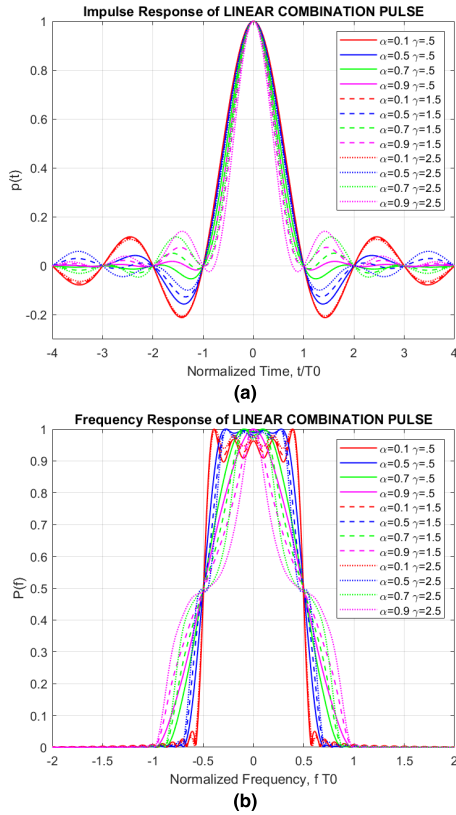 Impulse Response of LINEAR COMBINATION PULSE
1
0.8
0.6
0.4
0.2
0
-0.2
p(t)
α=0.1 γ=.5
α=0.5 γ=.5
α=0.7 γ=.5
α=0.9 γ=.5
α=0.1 γ=1.5
α=0.5 γ=1.5
α=0.7 γ=1.5
α=0.9 γ=1.5
α=0.1 γ=2.5
α=0.5 γ=2.5
α=0.7 γ=2.5
α=0.9 γ=2.5
-4 -3 -2 -1 0 1 2 3 4
Normalized Time, t/T0
(a)
Frequency Response of LINEAR COMBINATION PULSE
1
0.9
0.8
0.7
0.6
0.5
0.4
0.3
0.2
0.1
0
P(f)
α=0.1 γ=.5
α=0.5 γ=.5
α=0.7 γ=.5
α=0.9 γ=.5
α=0.1 γ=1.5
α=0.5 γ=1.5
α=0.7 γ=1.5
α=0.9 γ=1.5
α=0.1 γ=2.5
α=0.5 γ=2.5
α=0.7 γ=2.5
α=0.9 γ=2.5
-2 -1.5 -1 -0.5 0 0.5 1 1.5 2
Normalized Frequency, f T0
(b)